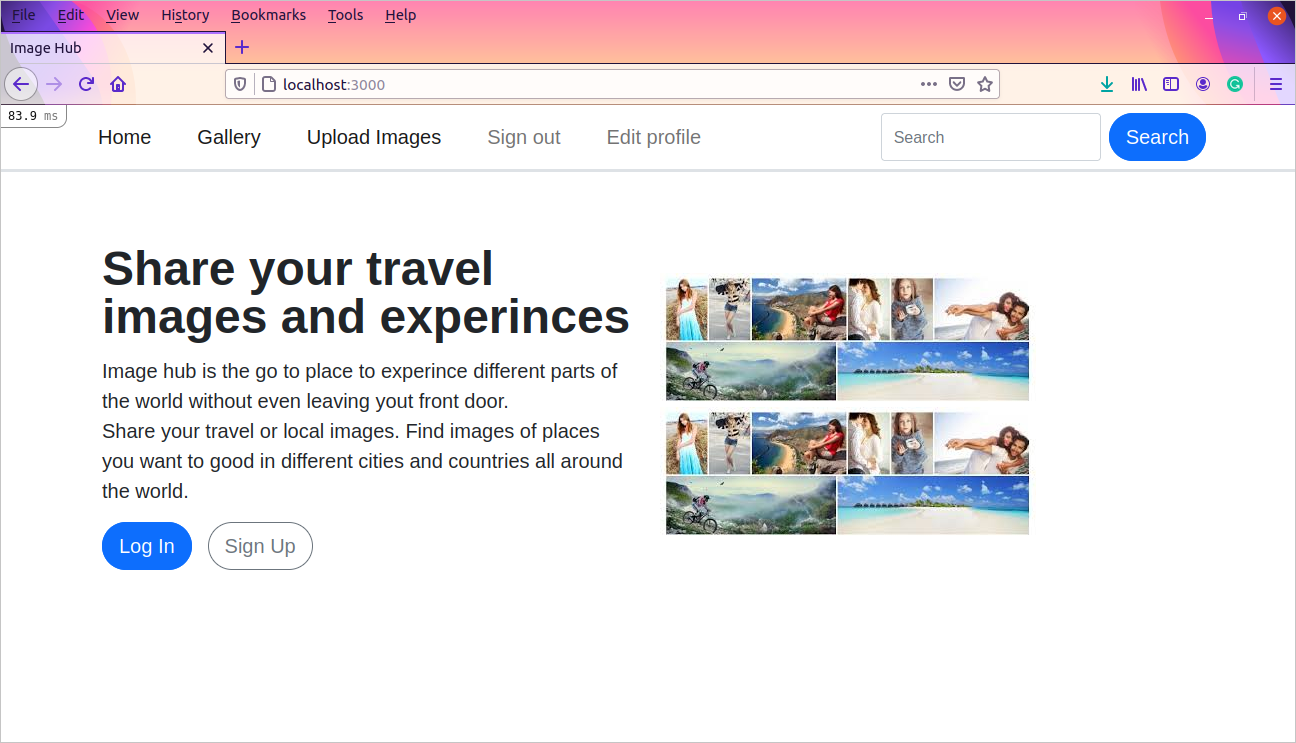 File Edit View History Bookmarks Tools Help
Image Hub
localhost:3000
83.9 ms
Home Gallery Upload Images Sign out Edit profile Search Search
Share your travel
images and experinces
Image hub is the go to place to experince different parts of
the world without even leaving yout front door.
Share your travel or local images. Find images of places
you want to good in different cities and countries all around
the world.
Log In Sign Up